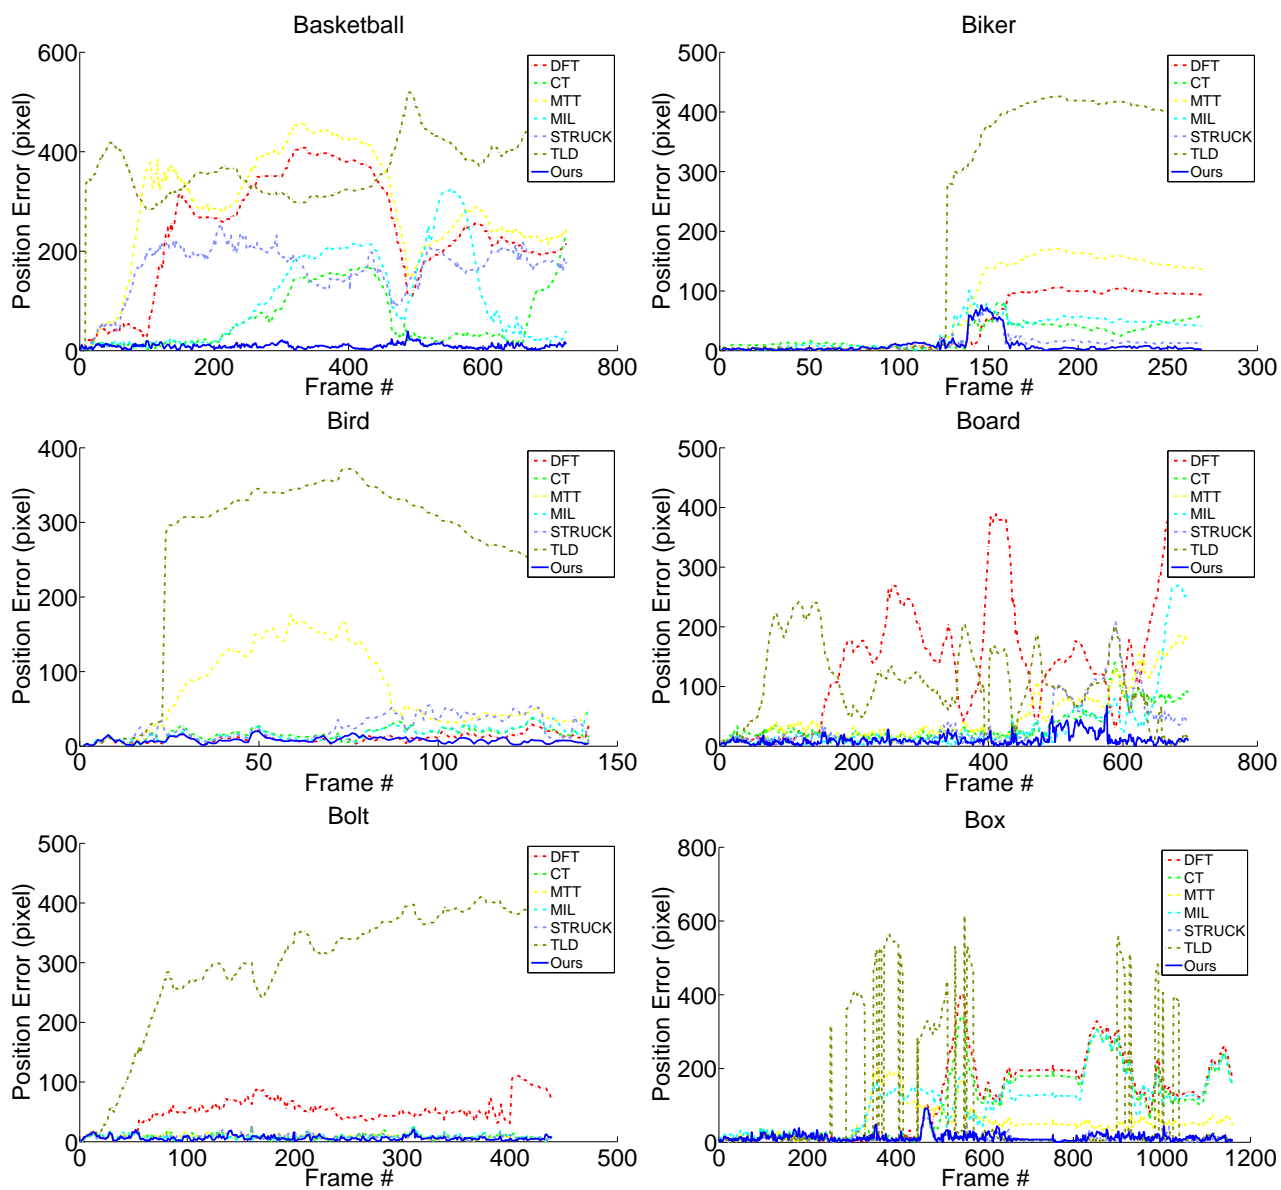 Basketball
Position Error (pixel)
600
400
200
0
0 200 400 600 800
Frame #
DFT
CT
MTT
MIL
STRUCK
TLD
Ours
Biker
Position Error (pixel)
500
400
300
200
100
0
0 50 100 150 200 250 300
Frame #
DFT
CT
MTT
MIL
STRUCK
TLD
Ours
Bird
Position Error (pixel)
400
300
200
100
0
0 50 100 150
Frame #
DFT
CT
MTT
MIL
STRUCK
TLD
Ours
Board
Position Error (pixel)
500
400
300
200
100
0
0 200 400 600 800
Frame #
DFT
CT
MTT
MIL
STRUCK
TLD
Ours
Bolt
Position Error (pixel)
500
400
300
200
100
0
0 100 200 300 400 500
Frame #
DFT
CT
MTT
MIL
STRUCK
TLD
Ours
Box
Position Error (pixel)
800
600
400
200
0
0 200 400 600 800 1000 1200
Frame #
DFT
CT
MTT
MIL
STRUCK
TLD
Ours